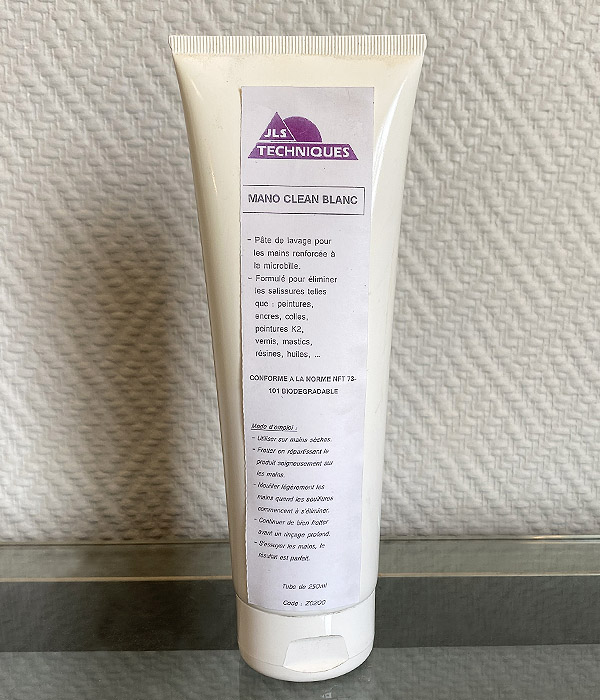 JLS
TECHNIQUES
MANO CLEAN BLANC
- Pâte de lavage pour
les mains renforcée à
la microbille.
- Formulé pour éliminer
les salissures telles
que : peintures,
encres, colles,
peintures K2,
vernis, mastics,
résines, huiles, ...
CONFORME A LA NORME NFT 73-
101 BIODEGRADABLE
Mode d'emploi :
- Utiliser sur mains sèches.
- Frotter en répartissant le
produit soigneusement sur
les mains.
- Mouiller légèrement les
mains quand les souillures
commencent à s'éliminer.
- Continuer de bien frotter
avant un rinçage profond.
- S'essuyer les mains, le
résultat est parfait.
Tube de 250ml
Code : Z0200